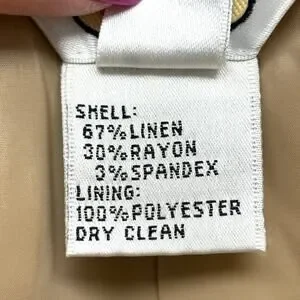 SHELL:
67% LINEN
30% RAYON
3% SPANDEX
LINING:
100% POLYESTER
DRY CLEAN